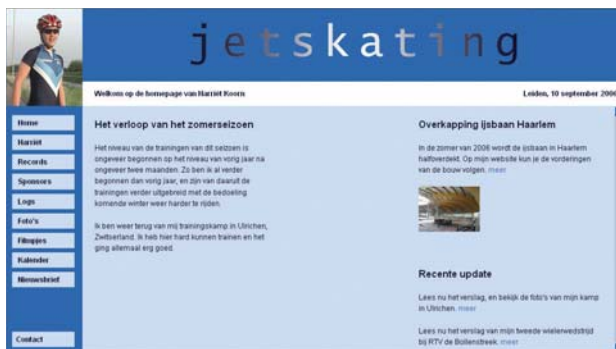 jetskating
Welkom op de homepage van Harriët Koorn
Leiden, 10 september 2006
Home
Harriët
Records
Sponsors
Logs
Foto's
Filmpjes
Kalender
Nieuwsbrief
Contact
Het verloop van het zomerseizoen
Het niveau van de trainingen van dit seizoen is
ongeveer begonnen op het niveau van vorig jaar na
ongeveer twee maanden. Zo ben ik al verder
begonnen dan vorig jaar, en zijn van daaruit de
trainingen verder uitgebreid met de bedoeling
komende winter weer harder te rijden.
Ik ben weer terug van mij trainingskamp in Ulrichen,
Zwitserland. Ik heb hier hard kunnen trainen en het
ging allemaal erg goed.
Overkapping ijsbaan Haarlem
In de zomer van 2006 wordt de ijsbaan in Haarlem
halfoverdekt. Op mijn website kun je de vorderingen
van de bouw volgen. meer
Recente update
Lees nu het verslag, en bekijk de foto's van mijn kamp
in Ulrichen. meer
Lees nu het verslag van mijn tweede wielerwedstrijd
bij RTV de Bollenstreek. meer